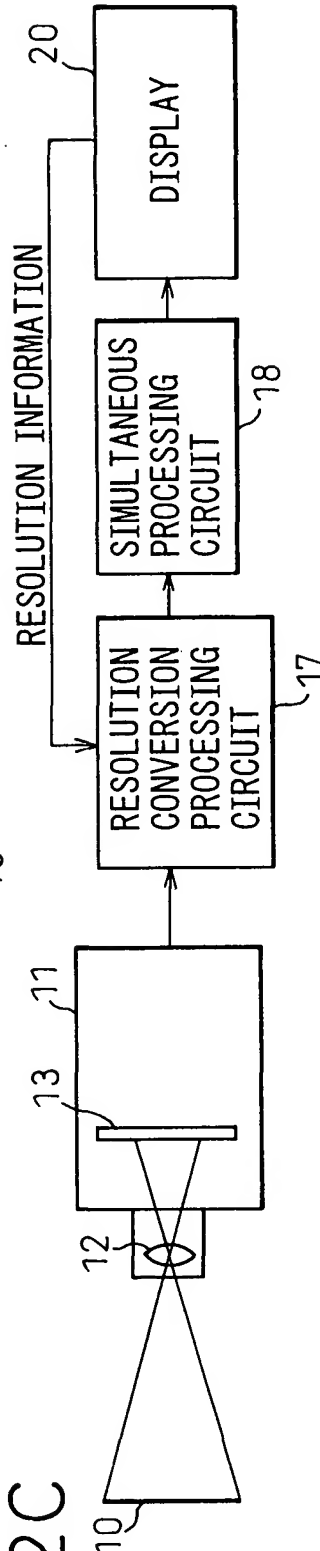 2C
10
12
13
11
RESOLUTION
CONVERSION
PROCESSING
CIRCUIT
17
SIMULTANEOUS
PROCESSING
CIRCUIT
18
DISPLAY
20
RESOLUTION INFORMATION